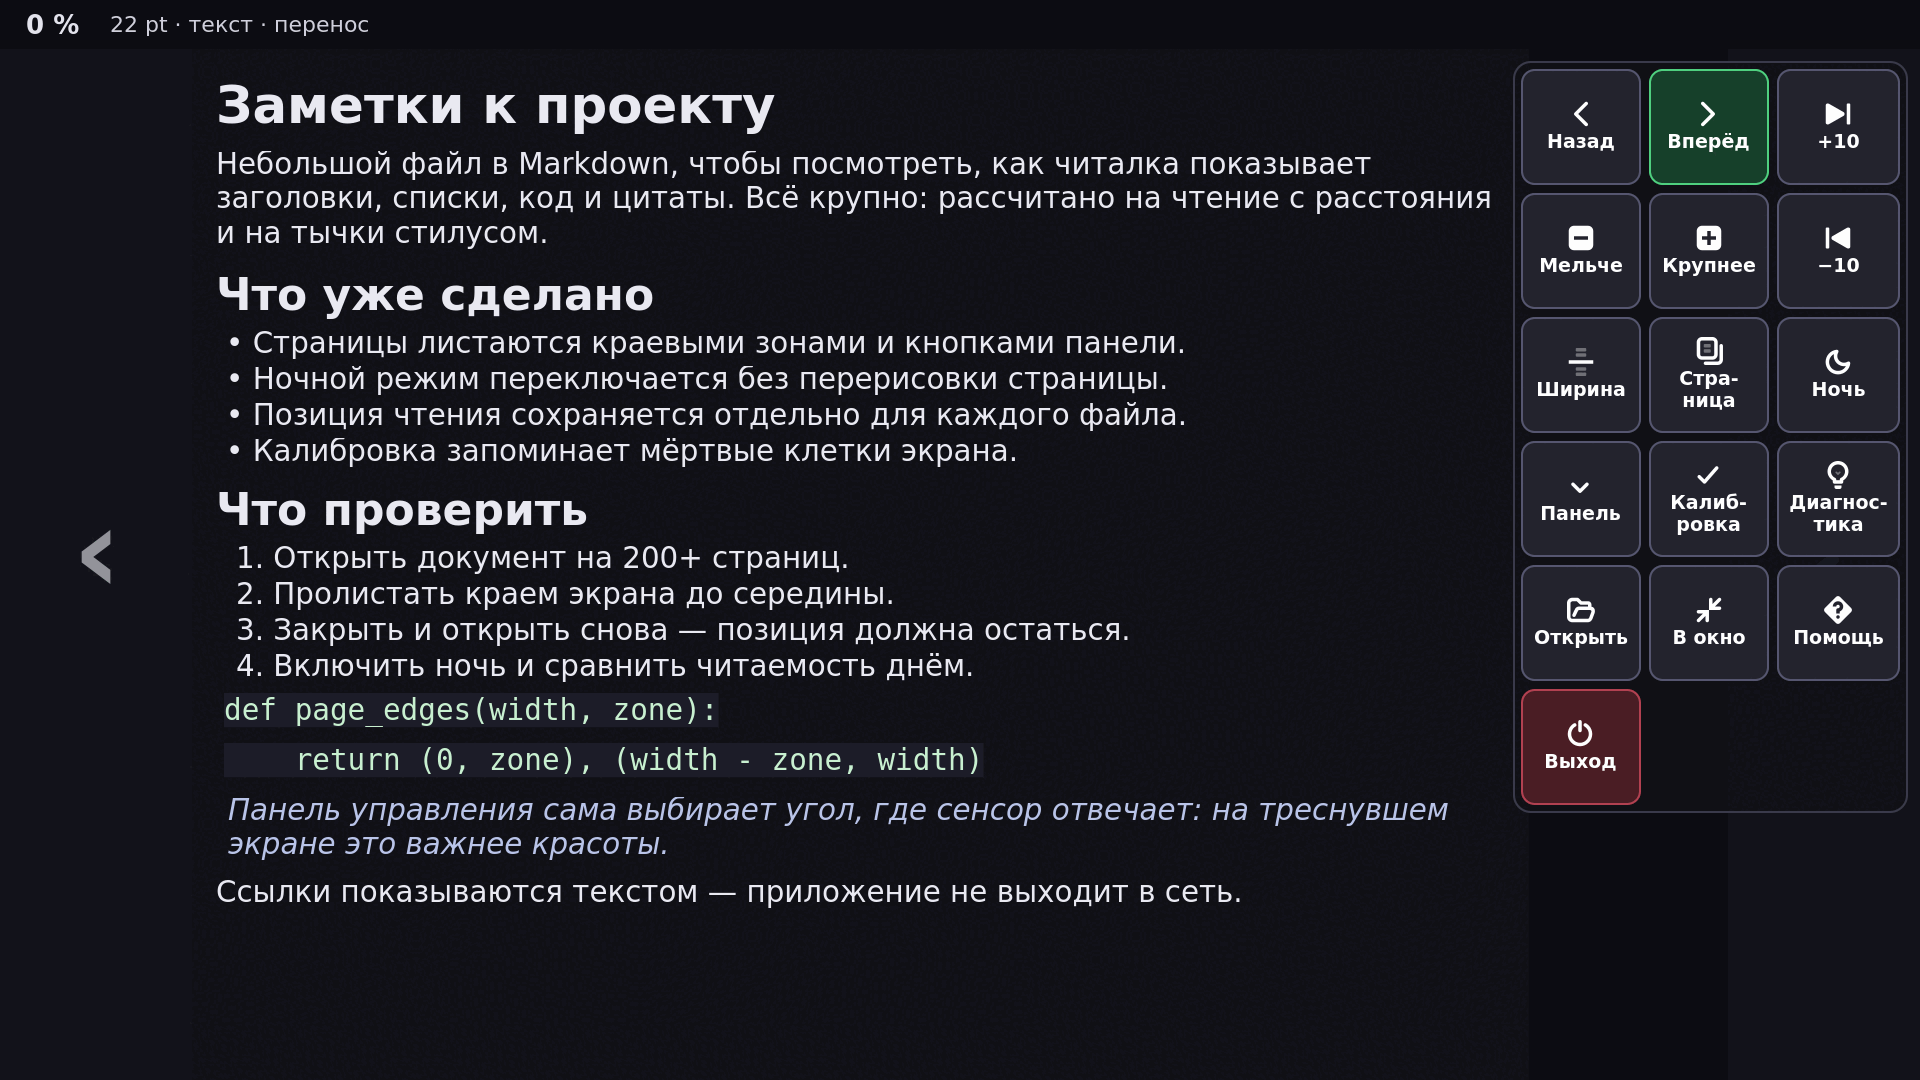 0 % 22 pt · текст · перенос
Заметки к проекту
Небольшой файл в Markdown, чтобы посмотреть, как читалка показывает
заголовки, списки, код и цитаты. Всё крупно: рассчитано на чтение с расстояния
и на тычки стилусом.
Что уже сделано
• Страницы листаются краевыми зонами и кнопками панели.
• Ночной режим переключается без перерисовки страницы.
• Позиция чтения сохраняется отдельно для каждого файла.
• Калибровка запоминает мёртвые клетки экрана.
Что проверить
1. Открыть документ на 200+ страниц.
2. Пролистать краем экрана до середины.
3. Закрыть и открыть снова — позиция должна остаться.
4. Включить ночь и сравнить читаемость днём.
def page_edges(width, zone):
    return (0, zone), (width - zone, width)
Панель управления сама выбирает угол, где сенсор отвечает: на треснувшем
экране это важнее красоты.
Ссылки показываются текстом — приложение не выходит в сеть.
Назад
Вперёд
+10
Мельче
Крупнее
−10
Ширина
Стра-
ница
Ночь
Панель
Калиб-
ровка
Диагнос-
тика
Открыть
В окно
Помощь
Выход